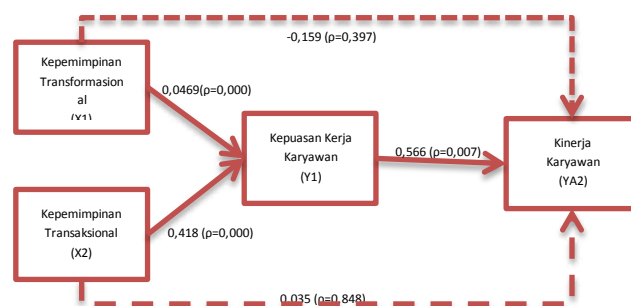 -0,159 (ρ=0,397)
Kepemimpinan
Transformasion
al
(X1)
0,0469(ρ=0,000)
Kepuasan Kerja
Karyawan
(Y1)
0,566 (ρ=0,007)
Kinerja
Karyawan
(YA2)
Kepemimpinan
Transaksional
(X2)
0,418 (ρ=0,000)
0,035 (ρ=0,848)